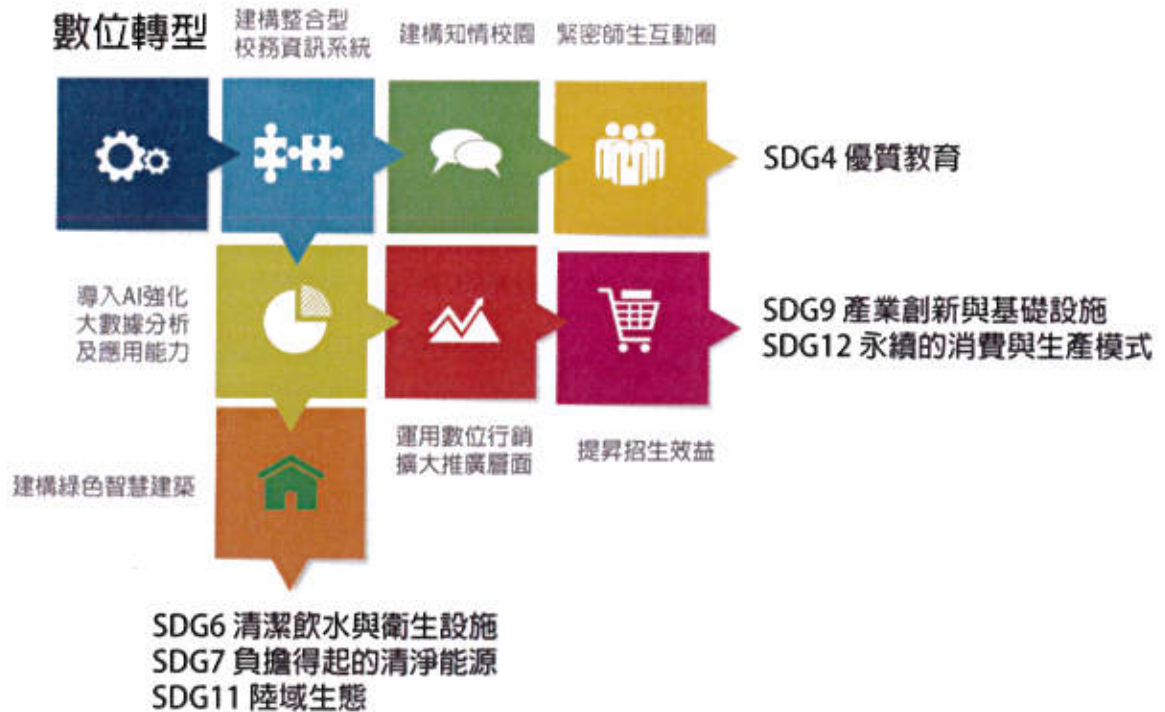 數位轉型
建構整合型
校務資訊系統
建構知情校園
緊密師生互動圈
SDG4 優質教育
導入AI強化
大數據分析
及應用能力
SDG9 產業創新與基礎設施
SDG12 永續的消費與生產模式
運用數位行銷
擴大推廣層面
提昇招生效益
建構綠色智慧建築
SDG6 清潔飲水與衛生設施
SDG7 負擔得起的清淨能源
SDG11 陸域生態